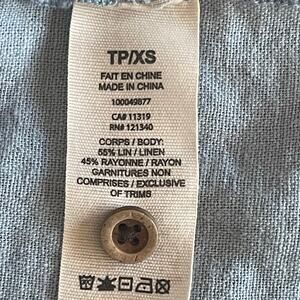 TP/XS
FAIT EN CHINE
MADE IN CHINA
100049877
CA# 11319
RN# 121340
CORPS / BODY:
55% LIN / LINEN
45% RAYONNE / RAYON
GARNITURES NON
COMPRISES / EXCLUSIVE
OF TRIMS